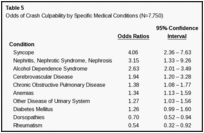 Table 5
Odds of Crash Culpability by Specific Medical Conditions (N=7,750)
95% Confidence
Odds Ratios Interval
Condition
Syncope 4.06 2.36 – 7.63
Nephritis, Nephrotic Syndrome, Nephrosis 3.15 1.33 – 9.26
Alcohol Dependence Syndrome 2.63 2.01 – 3.49
Cerebrovascular Disease 1.94 1.20 – 3.28
Chronic Obstructive Pulmonary Disease 1.38 1.08 – 1.77
Anemias 1.34 1.13 – 1.59
Other Disease of Urinary System 1.27 1.03 – 1.56
Diabetes Mellitus 1.26 0.99 – 1.60
Dorsopathies 0.70 0.52 – 0.94
Rheumatism 0.54 0.32 – 0.92